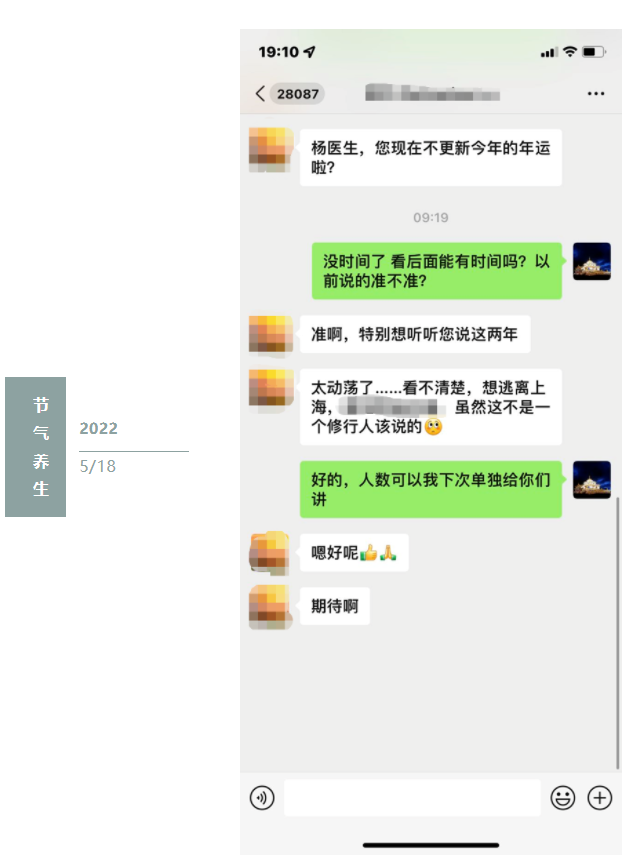 节
气
养
生
2022
5/18
19:10
28087
杨医生，您现在不更新今年的年运
啦？
09:19
没时间了 看后面能有时间吗？以
前说的准不准？
准啊，特别想听听您说这两年
太动荡了......看不清楚，想逃离上
海，虽然这不是一
个修行人该说的🥺
好的，人数可以我下次单独给你们
讲
嗯好呢👍🙏
期待啊